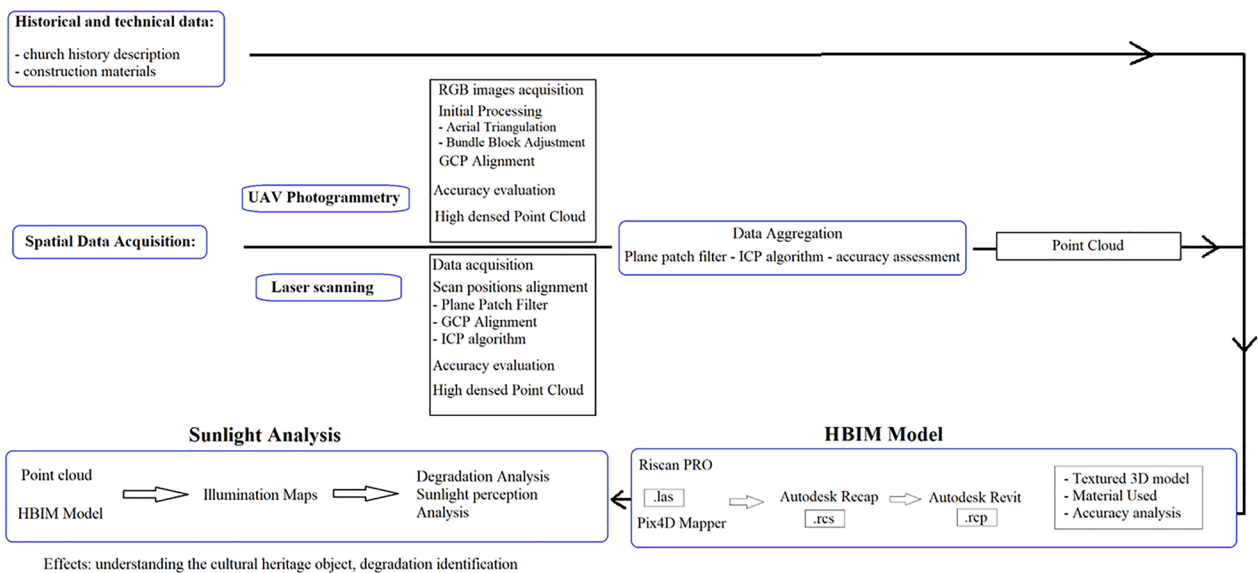 Historical and technical data:
- church history description
- construction materials
RGB images acquisition
Initial Processing
- Aerial Triangulation
- Bundle Block Adjustment
GCP Alignment
Accuracy evaluation
High densed Point Cloud
UAV Photogrammetry
Spatial Data Acquisition:
Laser scanning
Data acquisition
Scan positions alignment
- Plane Patch Filter
- GCP Alignment
- ICP algorithm
Accuracy evaluation
High densed Point Cloud
Data Aggregation
Plane patch filter - ICP algorithm - accuracy assessment
Point Cloud
Sunlight Analysis
Point cloud
HBIM Model
Illumination Maps
Degradation Analysis
Sunlight perception
Analysis
HBIM Model
Riscan PRO
.las
Pix4D Mapper
Autodesk Recap
.rcs
Autodesk Revit
.rcp
- Textured 3D model
- Material Used
- Accuracy analysis
Effects: understanding the cultural heritage object, degradation identification